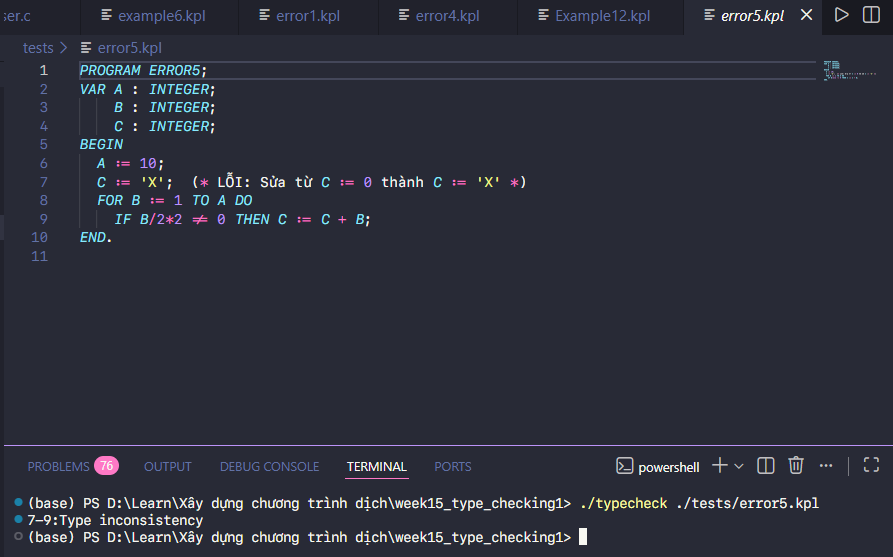 ser.c example6.kpl error1.kpl error4.kpl Example12.kpl error5.kpl
tests > error5.kpl
1 PROGRAM ERROR5;
2 VAR A : INTEGER;
3 B : INTEGER;
4 C : INTEGER;
5 BEGIN
6 A := 10;
7 C := 'X'; (* LỖI: Sửa từ C := 0 thành C := 'X' *)
8 FOR B := 1 TO A DO
9 IF B/2*2 != 0 THEN C := C + B;
10 END.
11
PROBLEMS 76 OUTPUT DEBUG CONSOLE TERMINAL PORTS powershell
(base) PS D:\Learn\Xây dựng chương trình dịch\week15_type_checking1> ./typecheck ./tests/error5.kpl
7-9:Type inconsistency
(base) PS D:\Learn\Xây dựng chương trình dịch\week15_type_checking1>